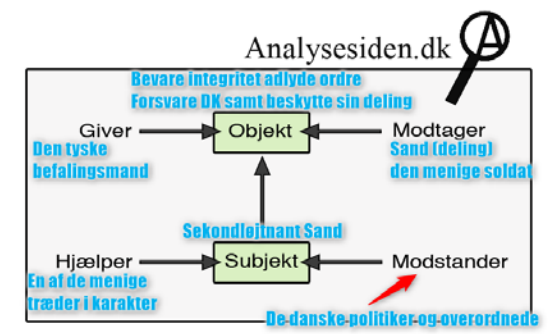 Analysesiden.dk
Bevare integritet adlyde ordre
Forsvare DK samt beskytte sin deling
Giver
Objekt
Modtager
Den tyske
befalingsmand
Sand (deling)
den menige soldat
Sekondløjtnant Sand
Hjælper
Subjekt
Modstander
En af de menige
træder i karakter
De danske politiker og overordnede